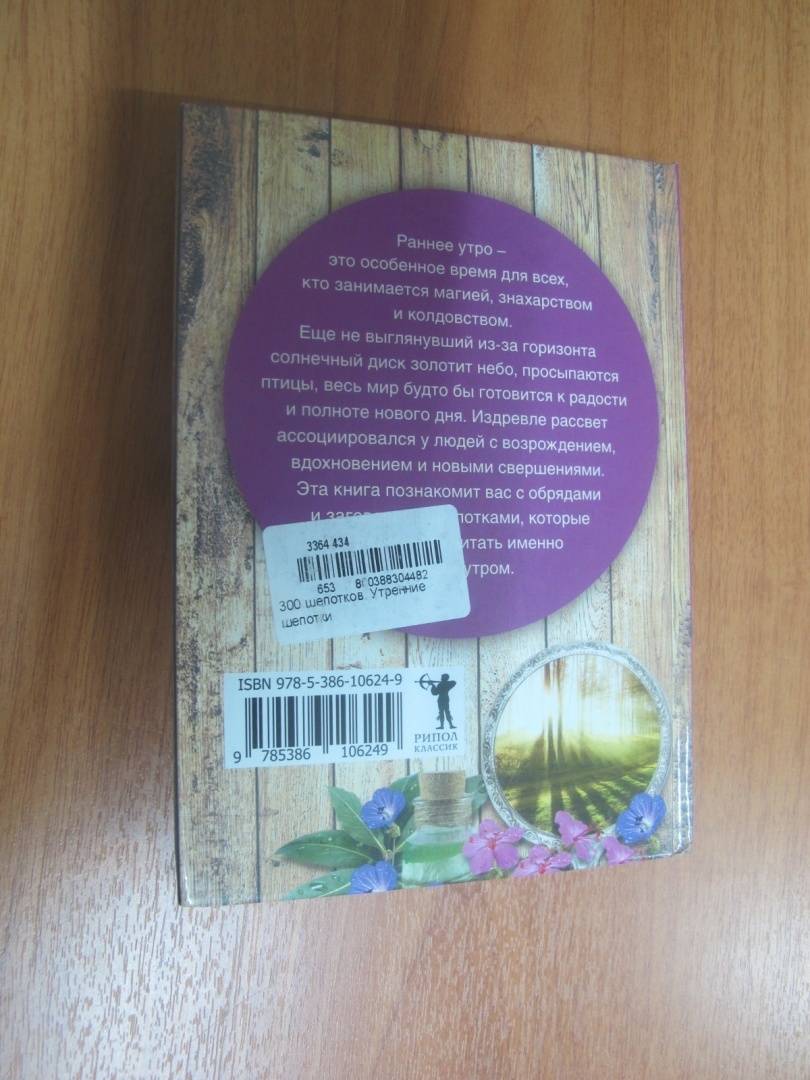 Раннее утро –
это особенное время для всех,
кто занимается магией, знахарством
и колдовством.
Еще не выглянувший из-за горизонта
солнечный диск золотит небо, просыпаются
птицы, весь мир будто бы готовится к радости
и полноте нового дня. Издревле рассвет
ассоциировался у людей с возрождением,
вдохновением и новыми свершениями.
Эта книга познакомит вас с обрядами
и которые
именно
утром.
3364 434
653
300 шепотков. Утренние
шепотки
ISBN 978-5-386-10624-9
9 785386 106249
РИПОЛ
КЛАССИК